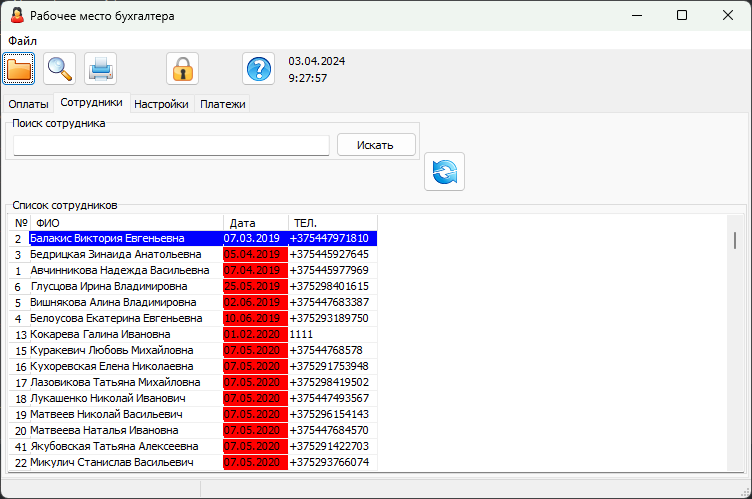 Рабочее место бухгалтера
Файл
03.04.2024
9:27:57
Оплаты Сотрудники Настройки Платежи
Поиск сотрудника
Искать
Список сотрудников
№ ФИО Дата ТЕЛ.
2 Балакис Виктория Евгеньевна 07.03.2019 +375447971810
3 Бедрицкая Зинаида Анатольевна 05.04.2019 +375445927645
1 Авчинникова Надежда Васильевна 07.04.2019 +375445977969
6 Глусцова Ирина Владимировна 25.05.2019 +375298401615
5 Вишнякова Алина Владимировна 02.06.2019 +375447683387
4 Белоусова Екатерина Евгеньевна 10.06.2019 +375293189750
13 Кокарева Галина Ивановна 01.02.2020 1111
15 Куракевич Любовь Михайловна 07.05.2020 +37544768578
16 Кухоревская Елена Николаевна 07.05.2020 +375291753948
17 Лазовикова Татьяна Михайловна 07.05.2020 +375298419502
18 Лукашенко Николай Иванович 07.05.2020 +375447493567
19 Матвеев Николай Васильевич 07.05.2020 +375296154143
20 Матвеева Наталья Ивановна 07.05.2020 +375447684570
41 Якубовская Татьяна Алексеевна 07.05.2020 +375291422703
22 Микулич Станислав Васильевич 07.05.2020 +375293766074